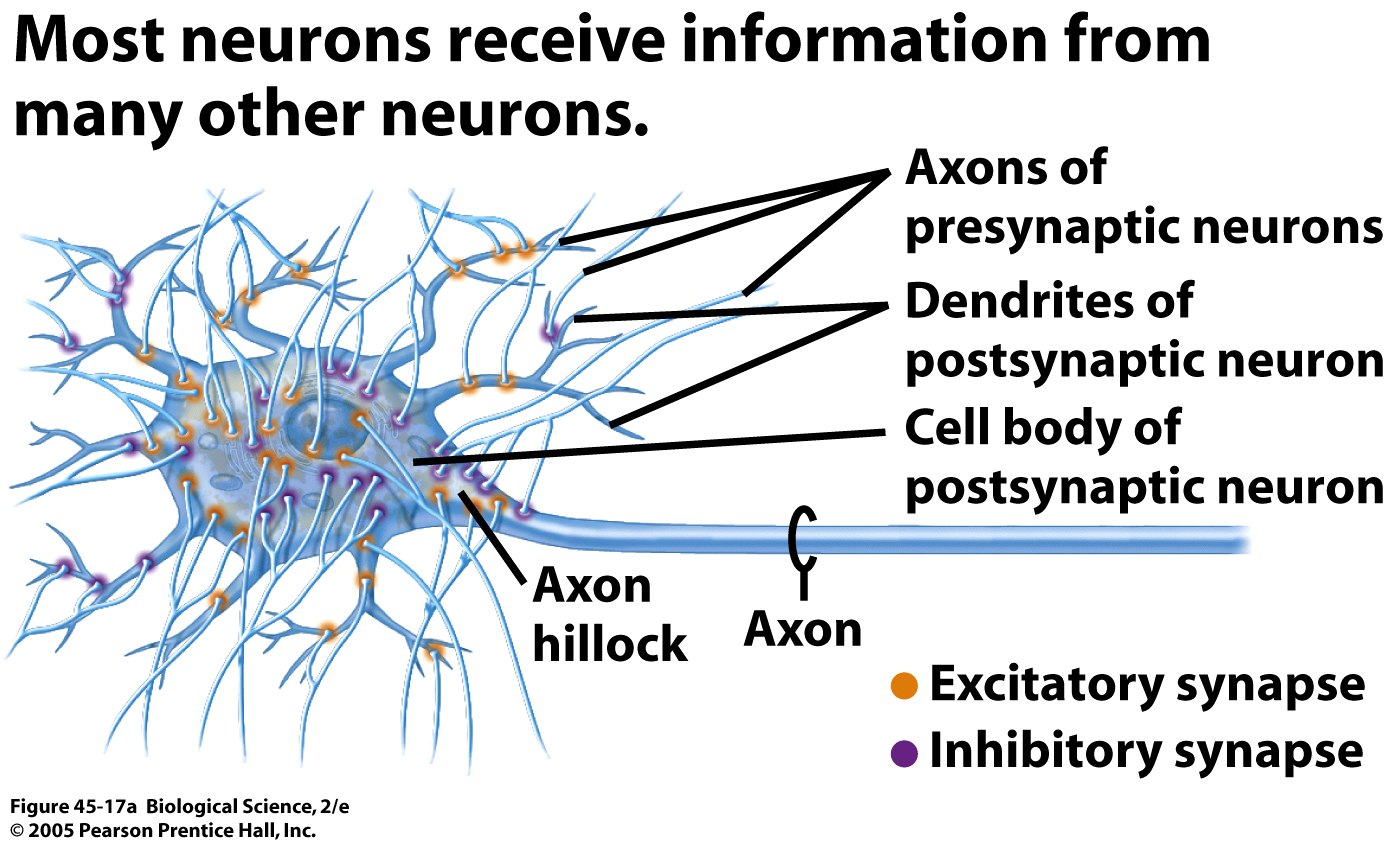 Most neurons receive information from
many other neurons.
Axons of
presynaptic neurons
Dendrites of
postsynaptic neuron
Cell body of
postsynaptic neuron
Axon
hillock
Axon
Excitatory synapse
Inhibitory synapse
Figure 45-17a Biological Science, 2/e
© 2005 Pearson Prentice Hall, Inc.